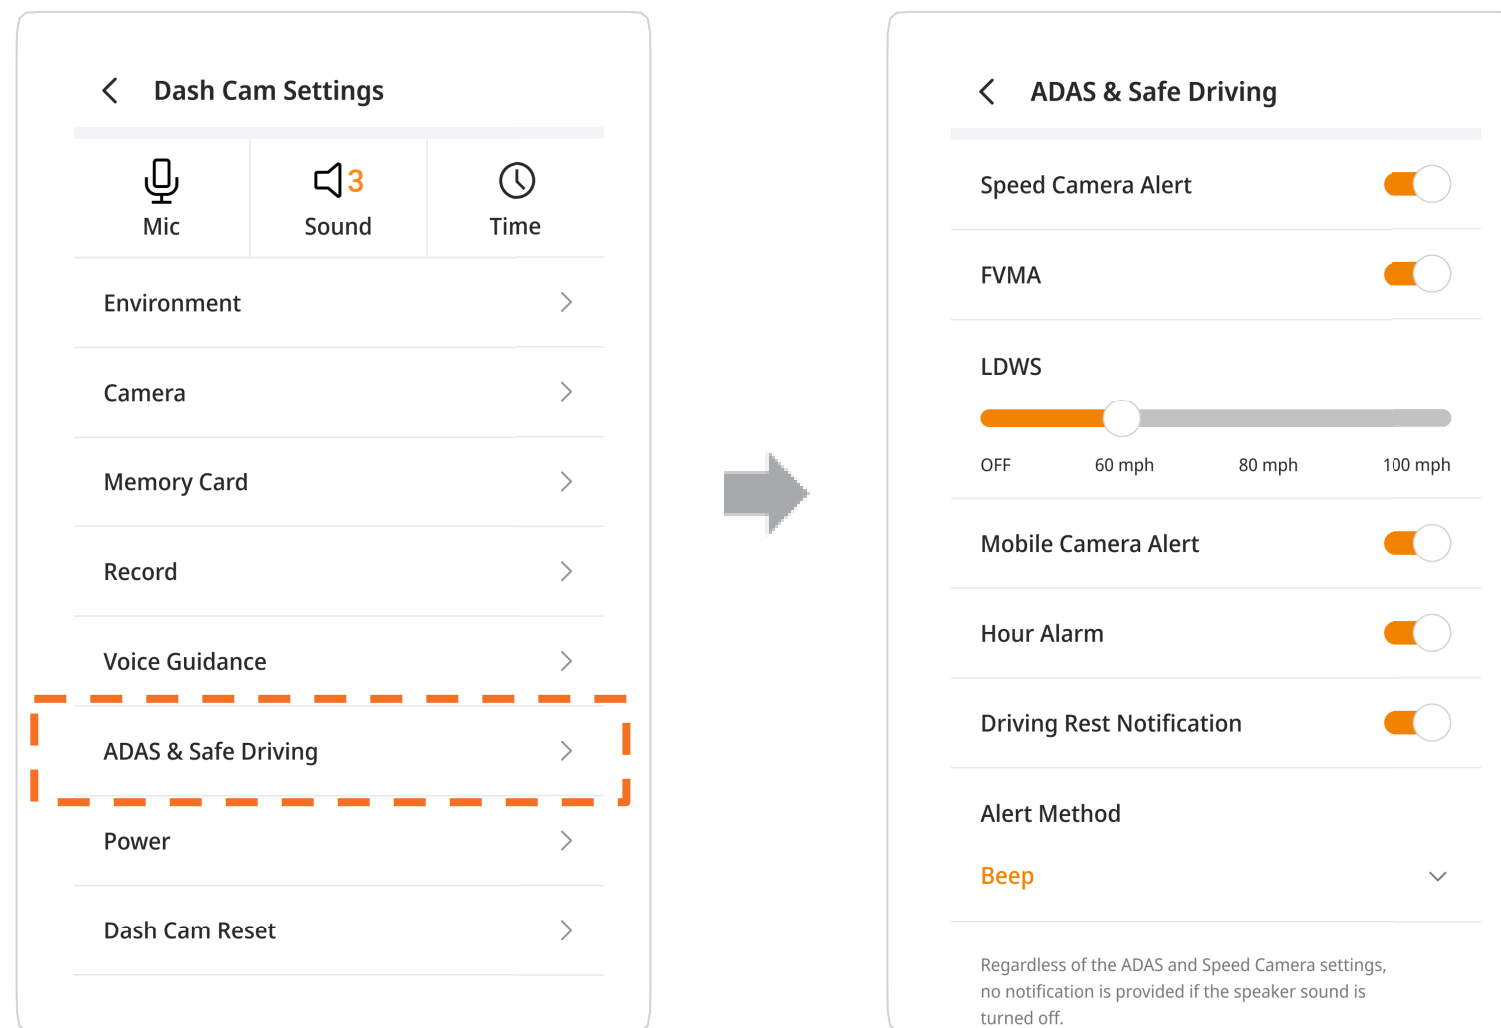 Dash Cam Settings
3
Mic
Sound
Time
Environment
Camera
Memory Card
Record
Voice Guidance
ADAS & Safe Driving
Power
Dash Cam Reset
ADAS & Safe Driving
Speed Camera Alert
FVMA
LDWS
OFF 60 mph 80 mph 100 mph
Mobile Camera Alert
Hour Alarm
Driving Rest Notification
Alert Method
Beep
Regardless of the ADAS and Speed Camera settings,
no notification is provided if the speaker sound is
turned off.